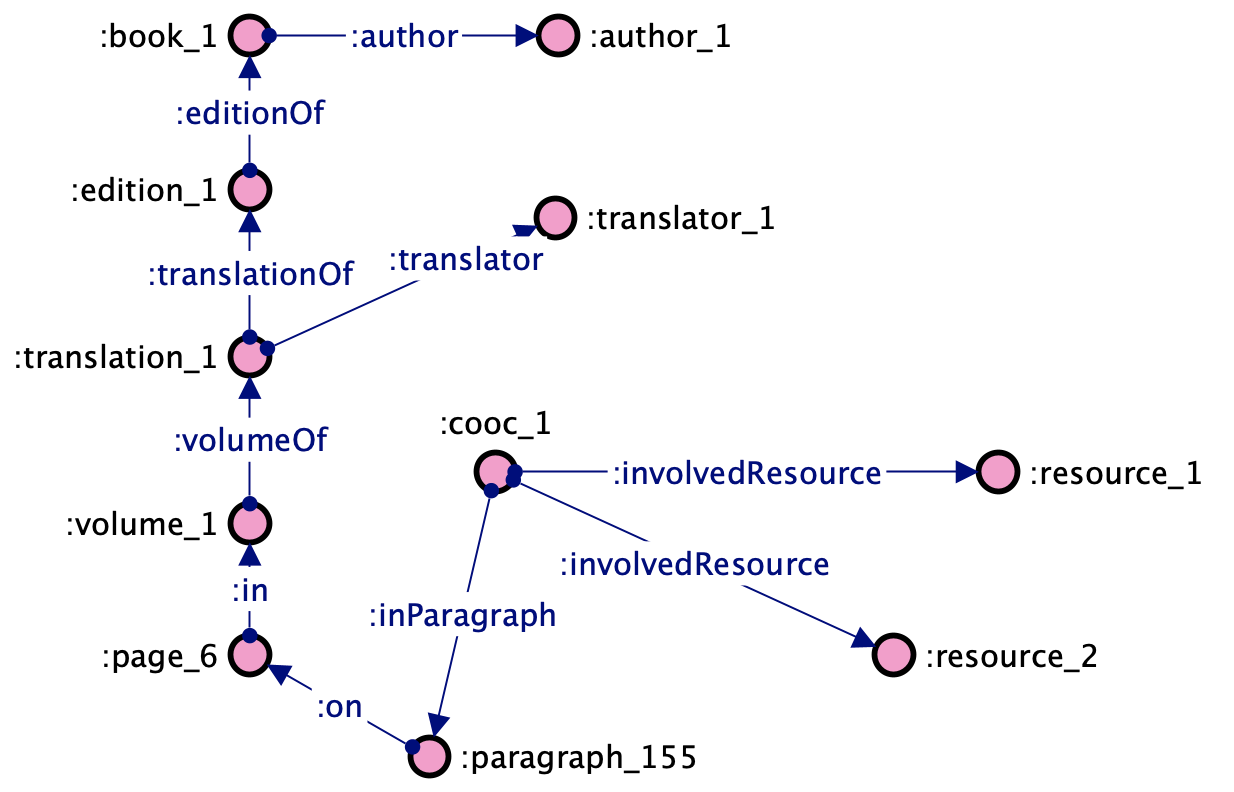 :book_1 :author :author_1
:editionOf
:edition_1
:translator_1
:translationOf :translator
:translation_1
:cooc_1
:volumeOf
:involvedResource :resource_1
:volume_1
:involvedResource
:in
:inParagraph
:page_6
:resource_2
:on
:paragraph_155